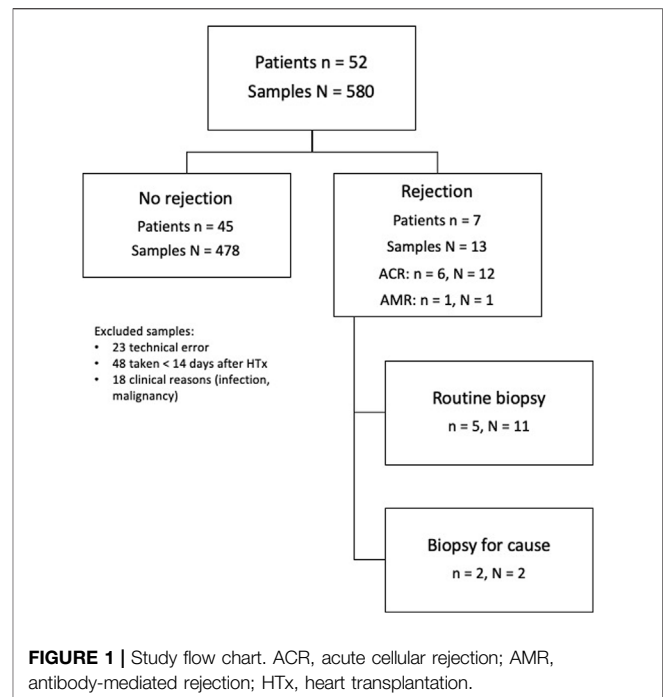 Patients n = 52
Samples N = 580
No rejection
Patients n = 45
Samples N = 478
Rejection
Patients n = 7
Samples N = 13
ACR: n = 6, N = 12
AMR: n = 1, N = 1
Excluded samples:
• 23 technical error
• 48 taken < 14 days after HTx
• 18 clinical reasons (infection,
malignancy)
Routine biopsy
n = 5, N = 11
Biopsy for cause
n = 2, N = 2
FIGURE 1 | Study flow chart. ACR, acute cellular rejection; AMR,
antibody-mediated rejection; HTx, heart transplantation.